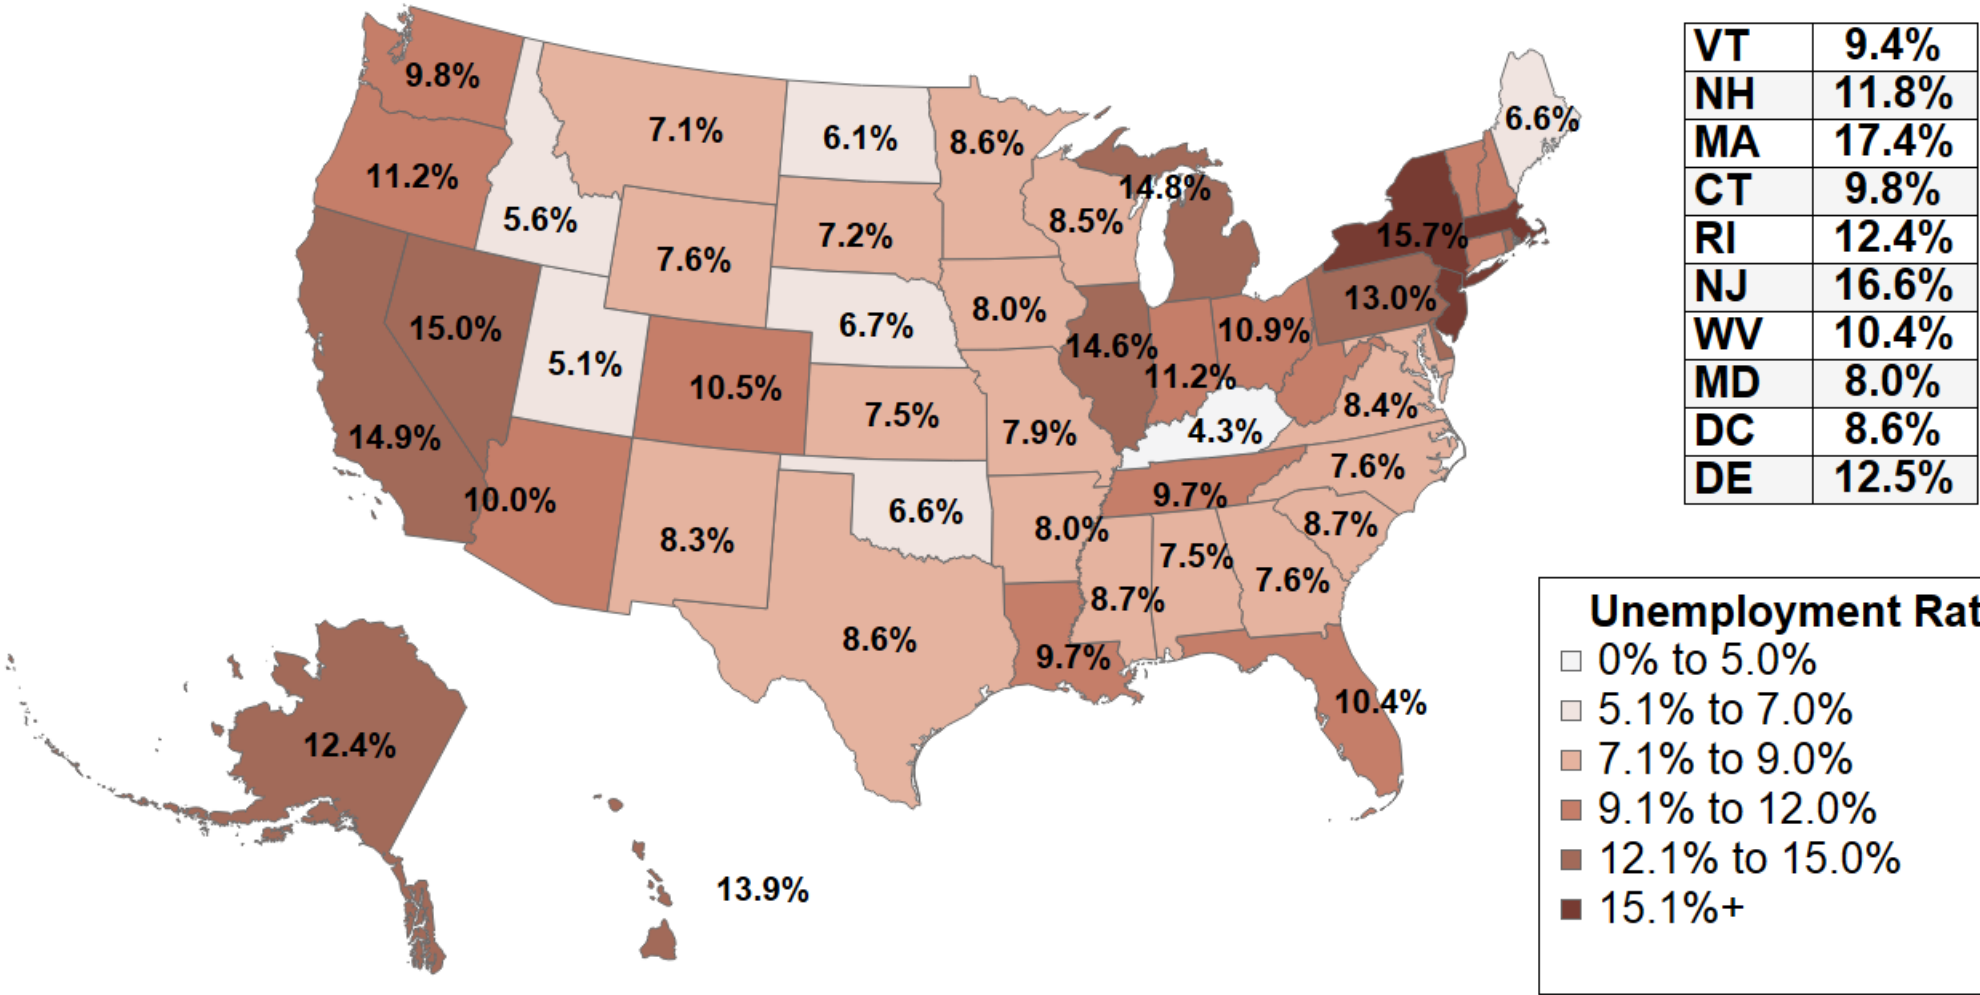 VT 9.4%
NH 11.8%
MA 17.4%
CT 9.8%
RI 12.4%
NJ 16.6%
WV 10.4%
MD 8.0%
DC 8.6%
DE 12.5%
9.8%
7.1%
6.1%
8.6%
6.6%
11.2%
14.8%
5.6%
7.2%
8.5%
15.7%
7.6%
13.0%
8.0%
15.0%
6.7%
10.9%
14.6%
5.1%
11.2%
10.5%
7.5%
8.4%
14.9%
7.9%
4.3%
7.6%
10.0%
9.7%
6.6%
8.3%
8.0%
8.7%
7.5%
7.6%
8.7%
8.6%
9.7%
10.4%
12.4%
13.9%
Unemployment Rat
0% to 5.0%
5.1% to 7.0%
7.1% to 9.0%
9.1% to 12.0%
12.1% to 15.0%
15.1%+